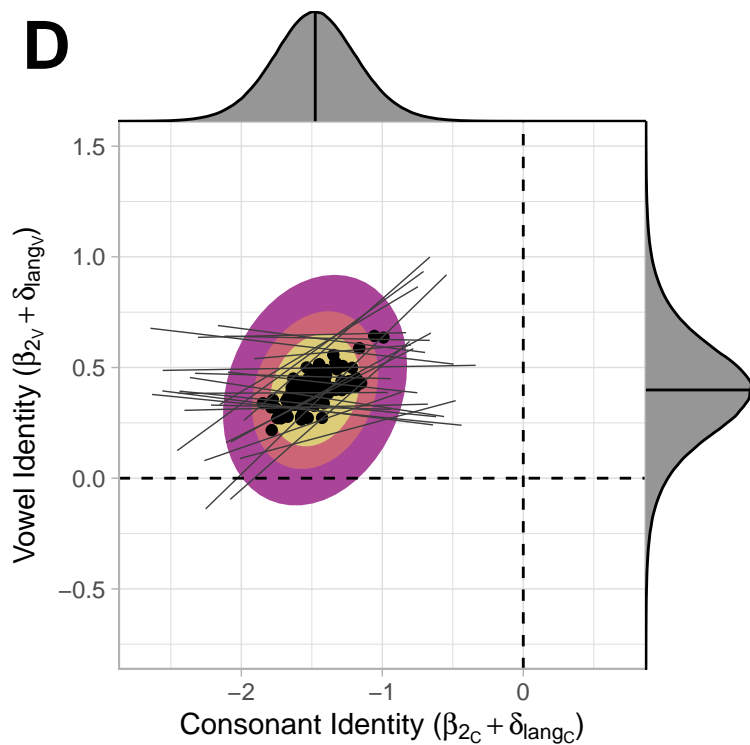 D
1.5
1.0
0.5
0.0
−0.5
Vowel Identity (β2V + δlangV)
−2 −1 0
Consonant Identity (β2C + δlangC)